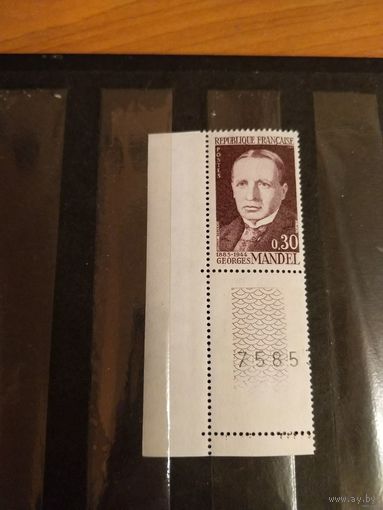 REPUBLIQUE FRANÇAISE
POSTES
0,30
1885-1944
GEORGES MANDEL
7585
www.ay.by